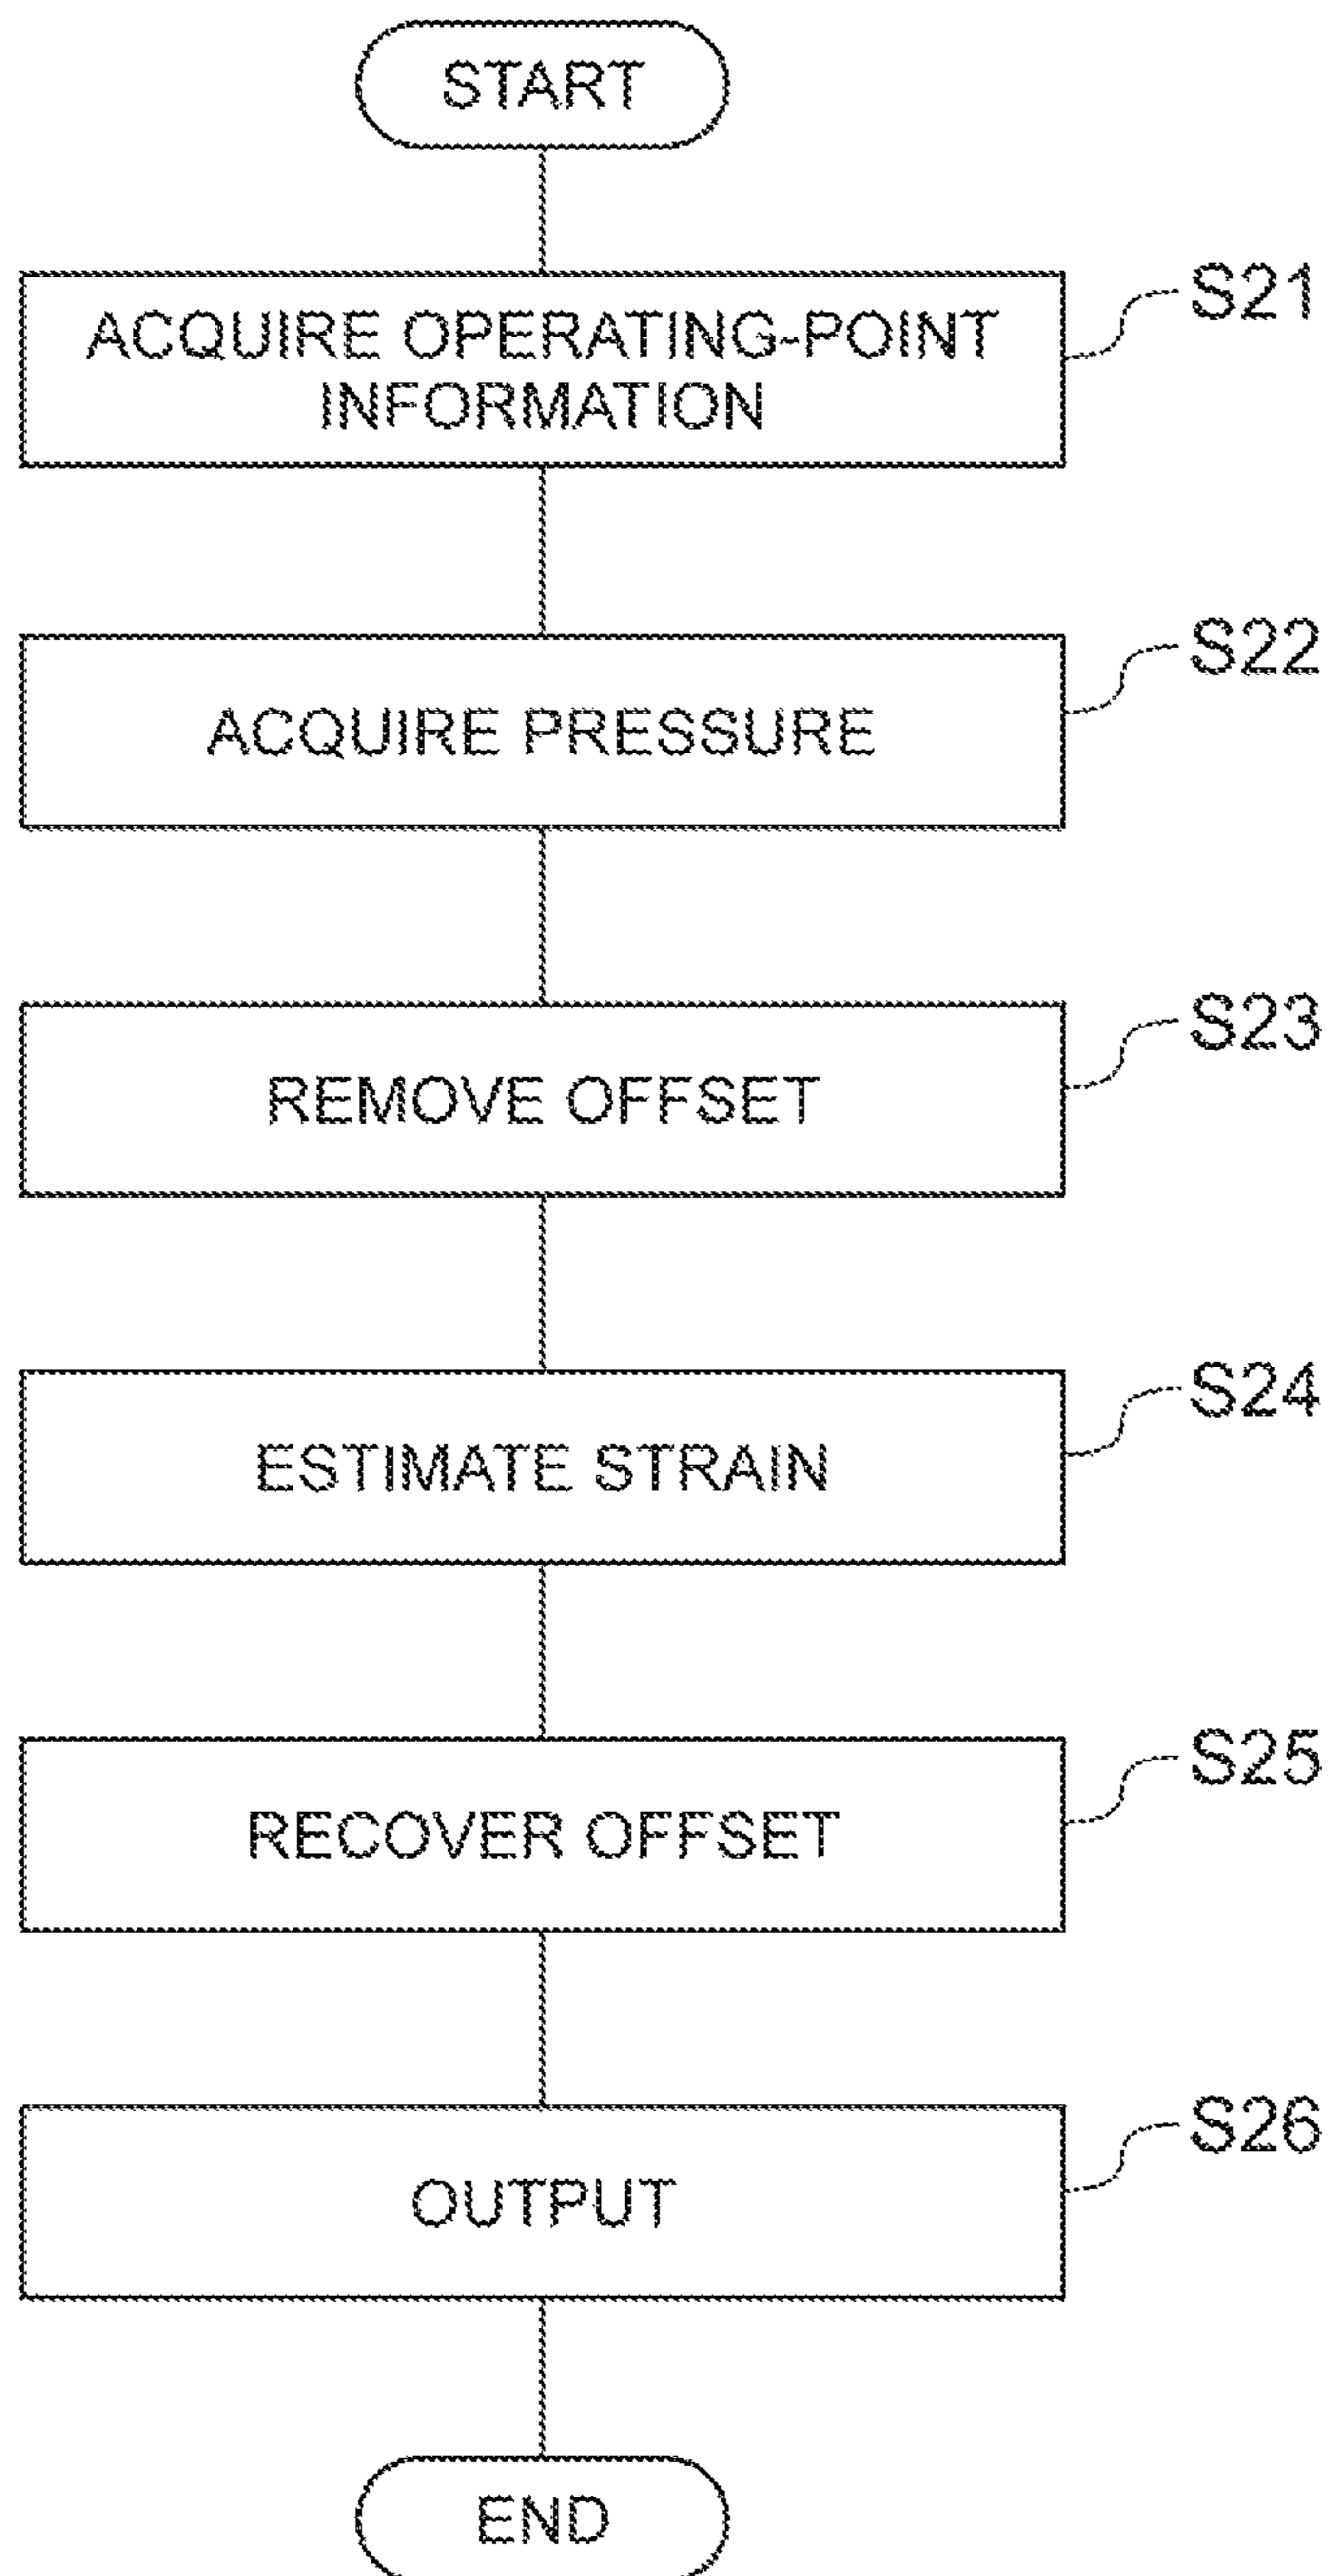 START
ACQUIRE OPERATING-POINT
INFORMATION
S21
ACQUIRE PRESSURE
S22
REMOVE OFFSET
S23
ESTIMATE STRAIN
S24
RECOVER OFFSET
S25
OUTPUT
S26
END